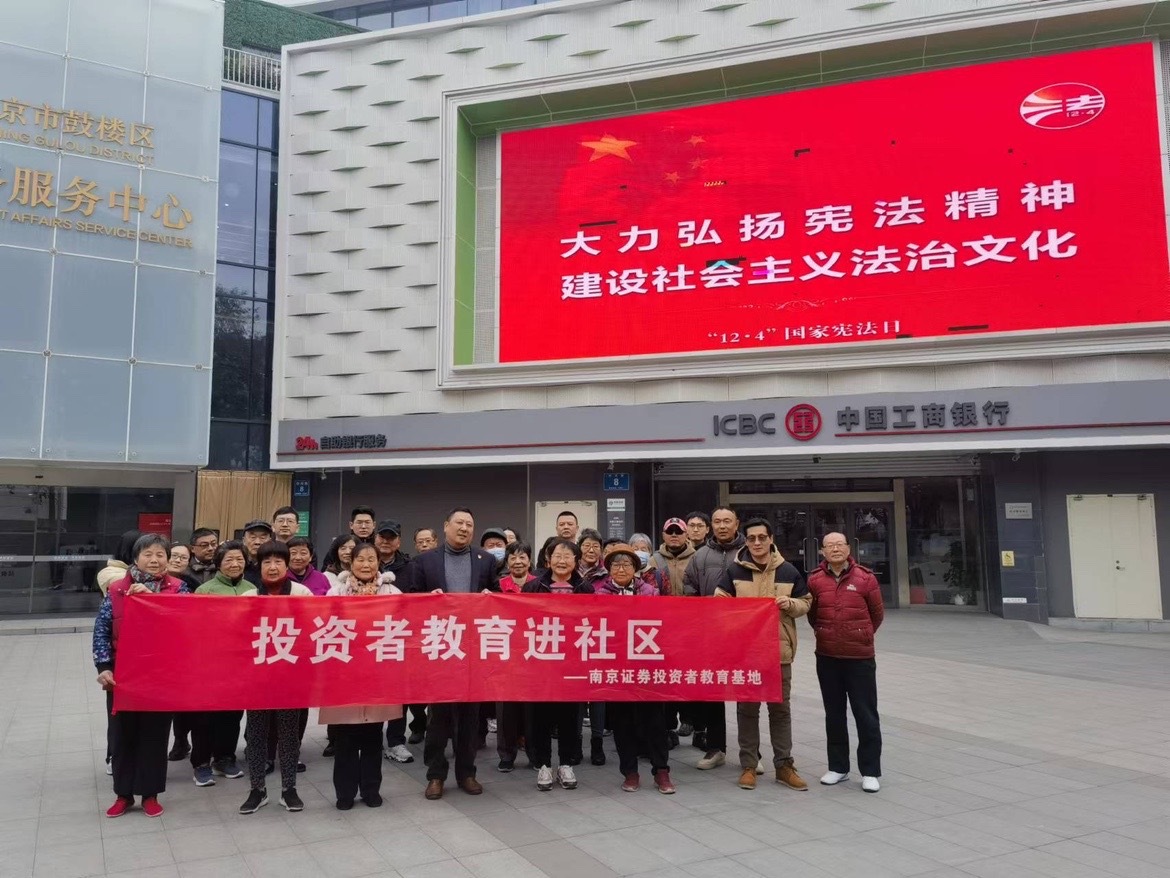 京市鼓楼区
JING GULOU DISTRICT
服务中心
AFFAIRS SERVICE CENTER
法
12·4
大力弘扬宪法精神
建设社会主义法治文化
“12·4”国家宪法日
24h 自助银行服务
ICBC 中国工商银行
8
8
投资者教育进社区
——南京证券投资者教育基地